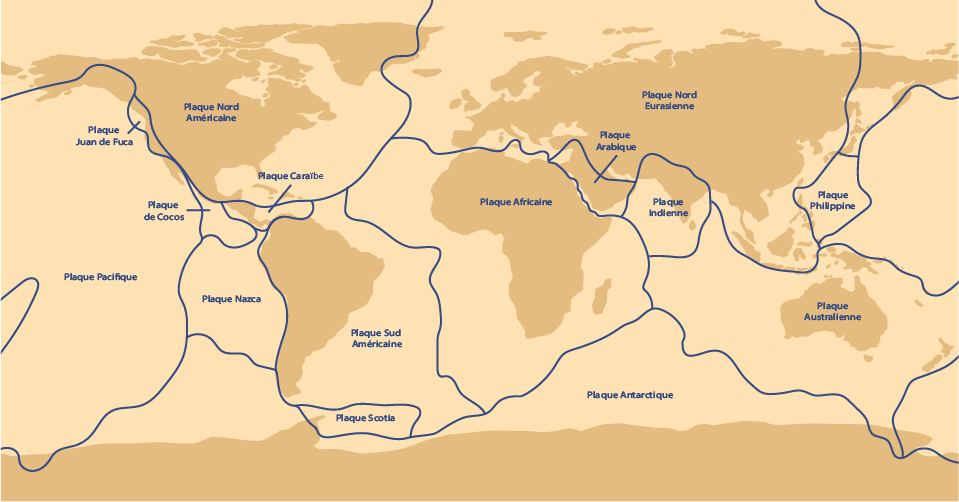 Plaque Nord
Américaine
Plaque Nord
Eurasienne
Plaque
Juan de Fuca
Plaque
Arabique
Plaque Caraïbe
Plaque
de Cocos
Plaque Africaine
Plaque
Indienne
Plaque
Philippine
Plaque Pacifique
Plaque Nazca
Plaque
Australienne
Plaque Sud
Américaine
Plaque Antarctique
Plaque Scotia